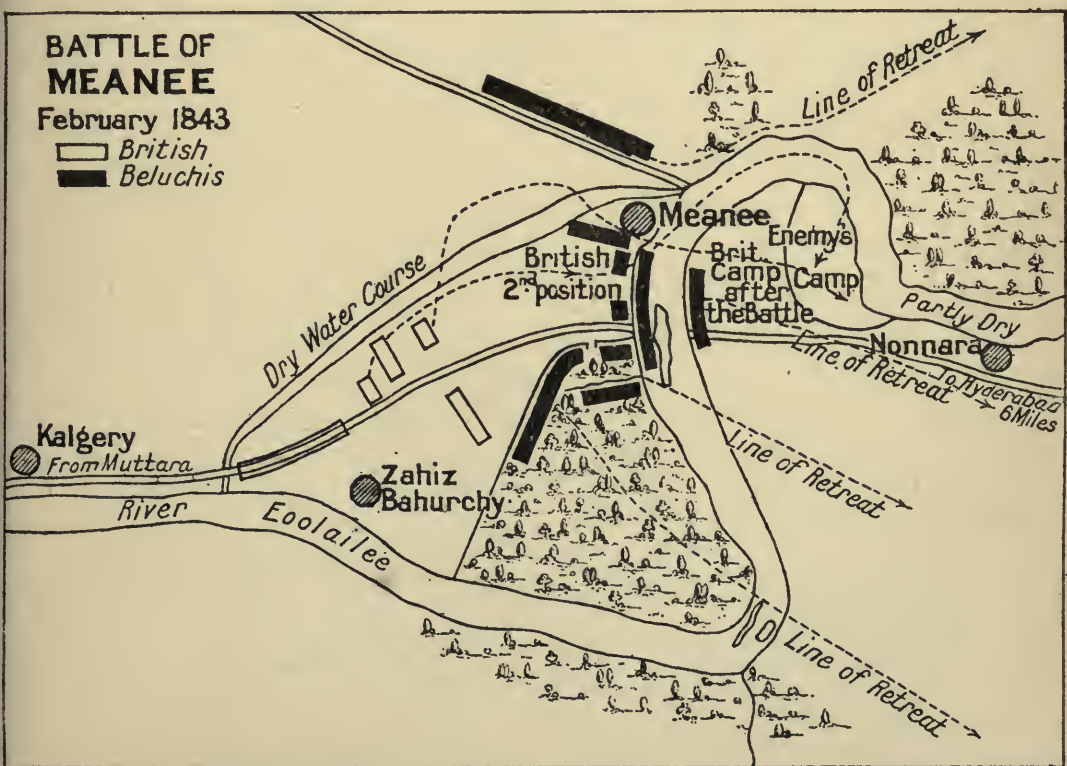 BATTLE OF
MEANEE
February 1843
British
Beluchis
Line of Retreat
Meanee
Enemy's
Camp
British
2nd position
Brit.
Camp
after
the Battle
Dry Water Course
Partly Dry
Nonnara
Line of Retreat
To Hyderabad
6 Miles
Kalgery
From Muttara
Zahiz
Bahurchy
River Eoolailee
Line of Retreat
Line of Retreat